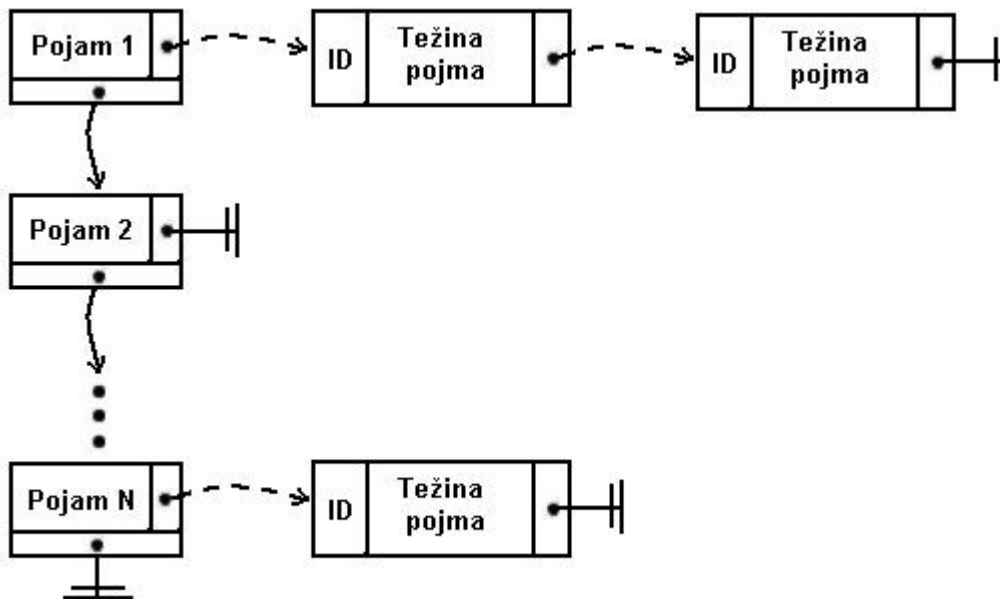 Pojam 1
ID
Težina
pojma
ID
Težina
pojma
Pojam 2
Pojam N
ID
Težina
pojma